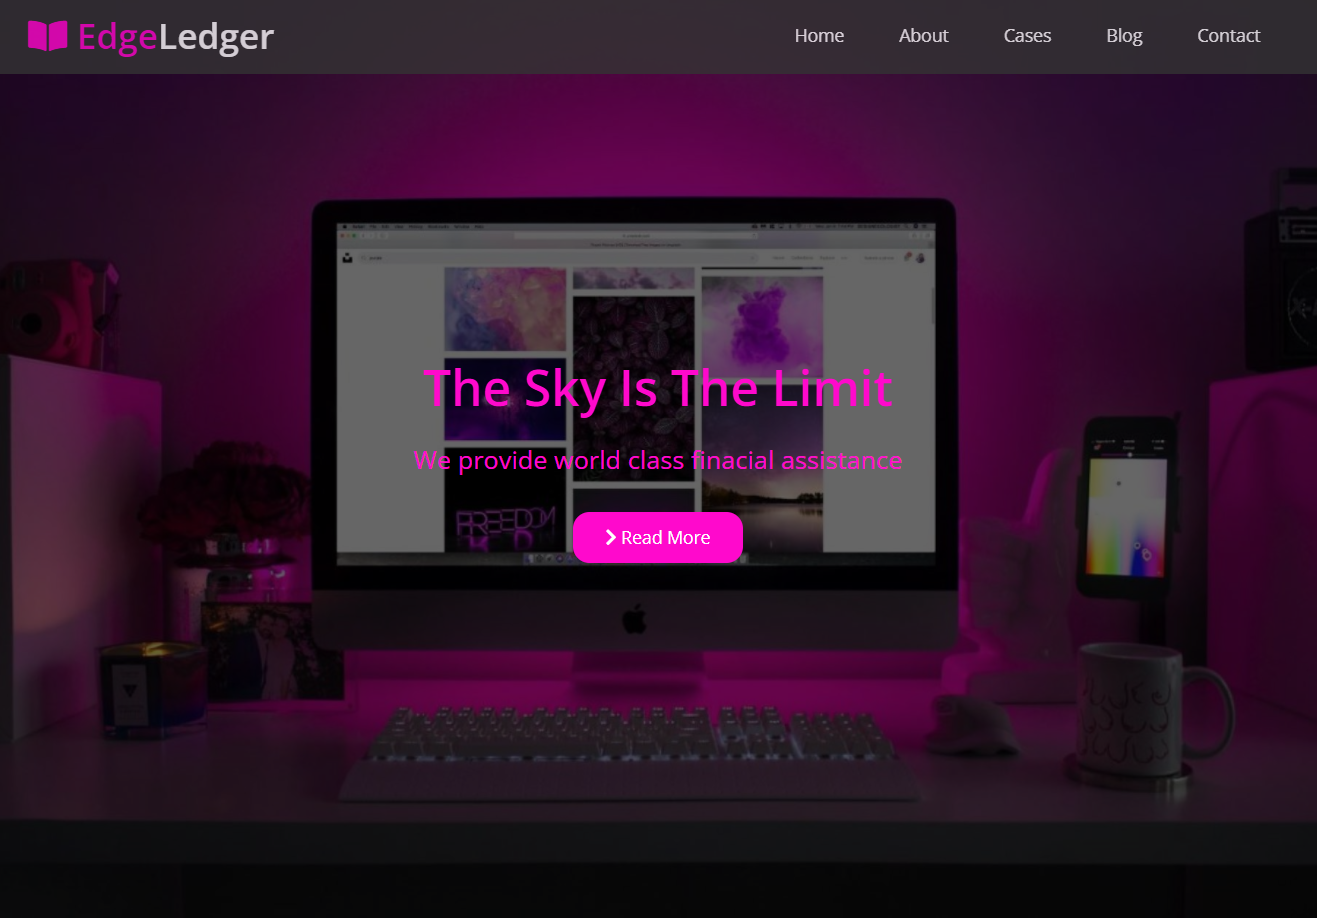 EdgeLedger
Home About Cases Blog Contact
The Sky Is The Limit
We provide world class finacial assistance
FREEDOM
Read More